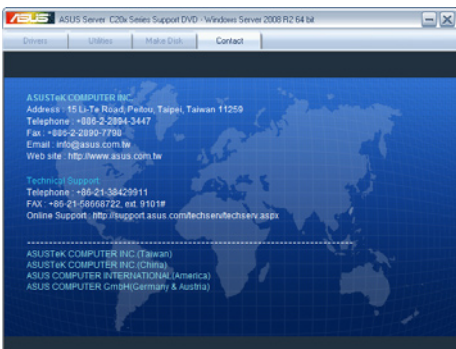 ASUS ASUS Server C20x Series Support DVD - Windows Server 2008 R2 64 bit
Drivers Utilities Make Disk Contact
ASUSTeK COMPUTER INC.
Address : 15 Li-Te Road, Peitou, Taipei, Taiwan 11259
Telephone : +886-2-2894-3447
Fax : +886-2-2890-7798
Email : info@asus.com.tw
Web site : http://www.asus.com.tw
Technical Support
Telephone : +86-21-38429911
FAX : +86-21-58668722, ext. 9101#
Online Support : http://support.asus.com/techserv/techserv.aspx
ASUSTeK COMPUTER INC.(Taiwan)
ASUSTeK COMPUTER INC.(China)
ASUS COMPUTER INTERNATIONAL(America)
ASUS COMPUTER GmbH(Germany & Austria)